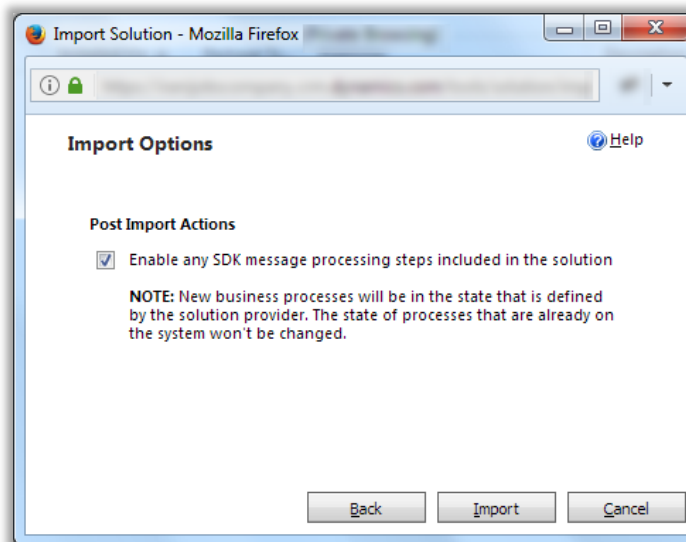 Import Solution - Mozilla Firefox
Import Options
Help
Post Import Actions
Enable any SDK message processing steps included in the solution
NOTE: New business processes will be in the state that is defined
by the solution provider. The state of processes that are already on
the system won't be changed.
Back Import Cancel